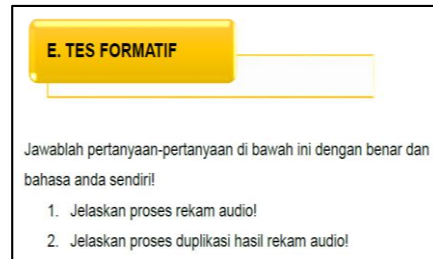 E. TES FORMATIF
Jawablah pertanyaan-pertanyaan di bawah ini dengan benar dan
bahasa anda sendiri!
1. Jelaskan proses rekam audio!
2. Jelaskan proses duplikasi hasil rekam audio!